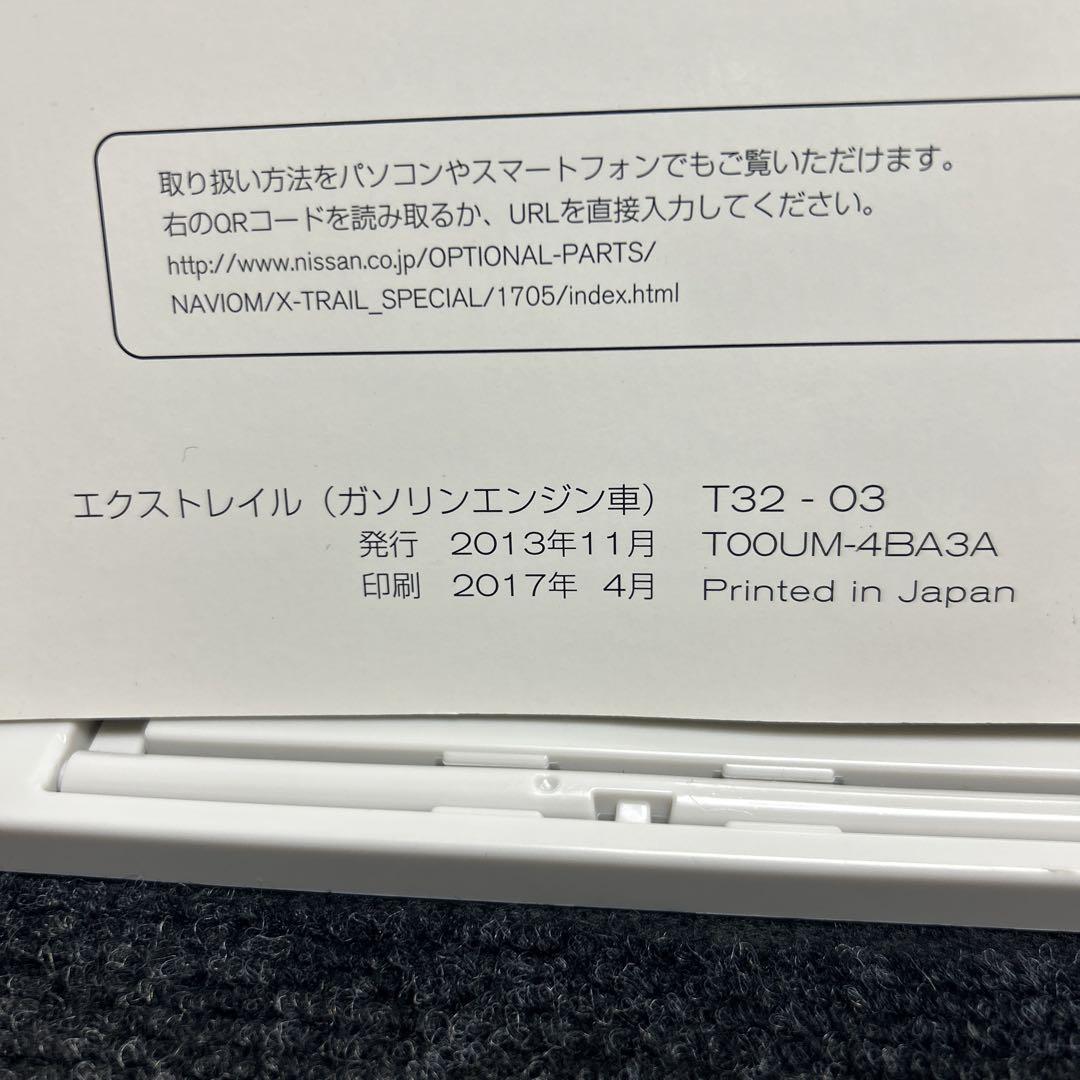 取り扱い方法をパソコンやスマートフォンでもご覧いただけます。
右のQRコードを読み取るか、URLを直接入力してください。
http://www.nissan.co.jp/OPTIONAL-PARTS/
NAVIOM/X-TRAIL_SPECIAL/1705/index.html
エクストレイル（ガソリンエンジン車） T32 - 03
発行 2013年11月 T00UM-4BA3A
印刷 2017年 4月 Printed in Japan